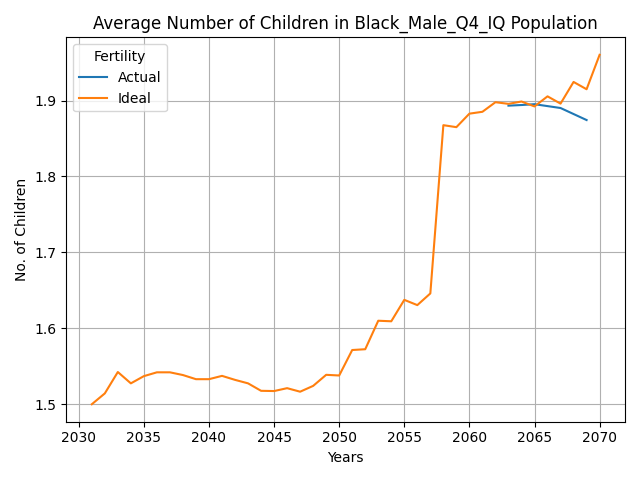 Average Number of Children in Black_Male_Q4_IQ Population
Fertility
Actual
Ideal
No. of Children
1.9
1.8
1.7
1.6
1.5
2030 2035 2040 2045 2050 2055 2060 2065 2070
Years